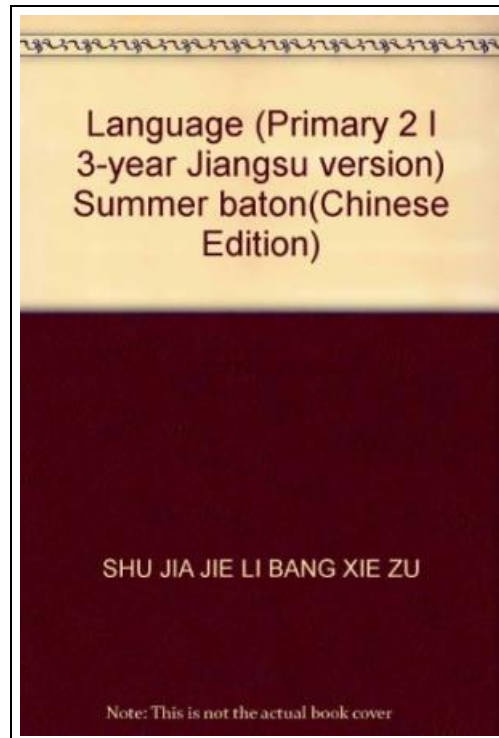 Language (Primary 2 l
3-year Jiangsu version)
Summer baton(Chinese
Edition)
SHU JIA JIE LI BANG XIE ZU
Note: This is not the actual book cover